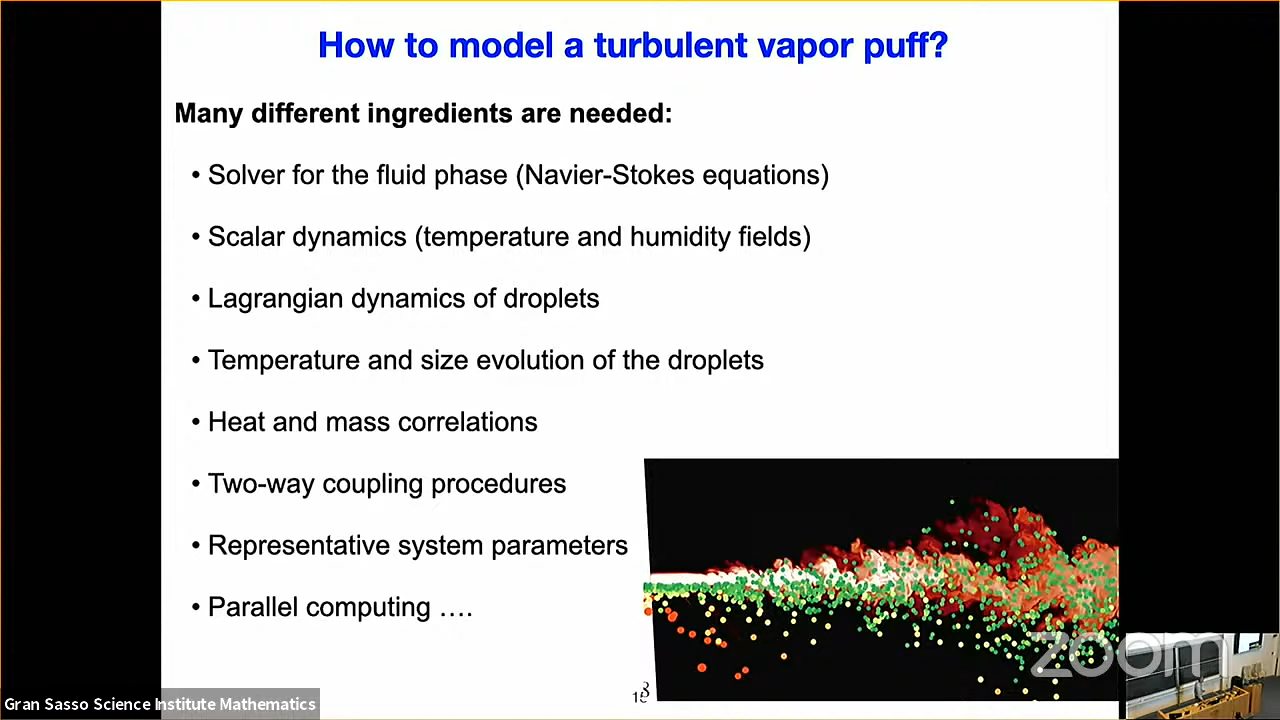 How to model a turbulent vapor puff?
Many different ingredients are needed:
• Solver for the fluid phase (Navier-Stokes equations)
• Scalar dynamics (temperature and humidity fields)
• Lagrangian dynamics of droplets
• Temperature and size evolution of the droplets
• Heat and mass correlations
• Two-way coupling procedures
• Representative system parameters
• Parallel computing ....
zoom
Gran Sasso Science Institute Mathematics